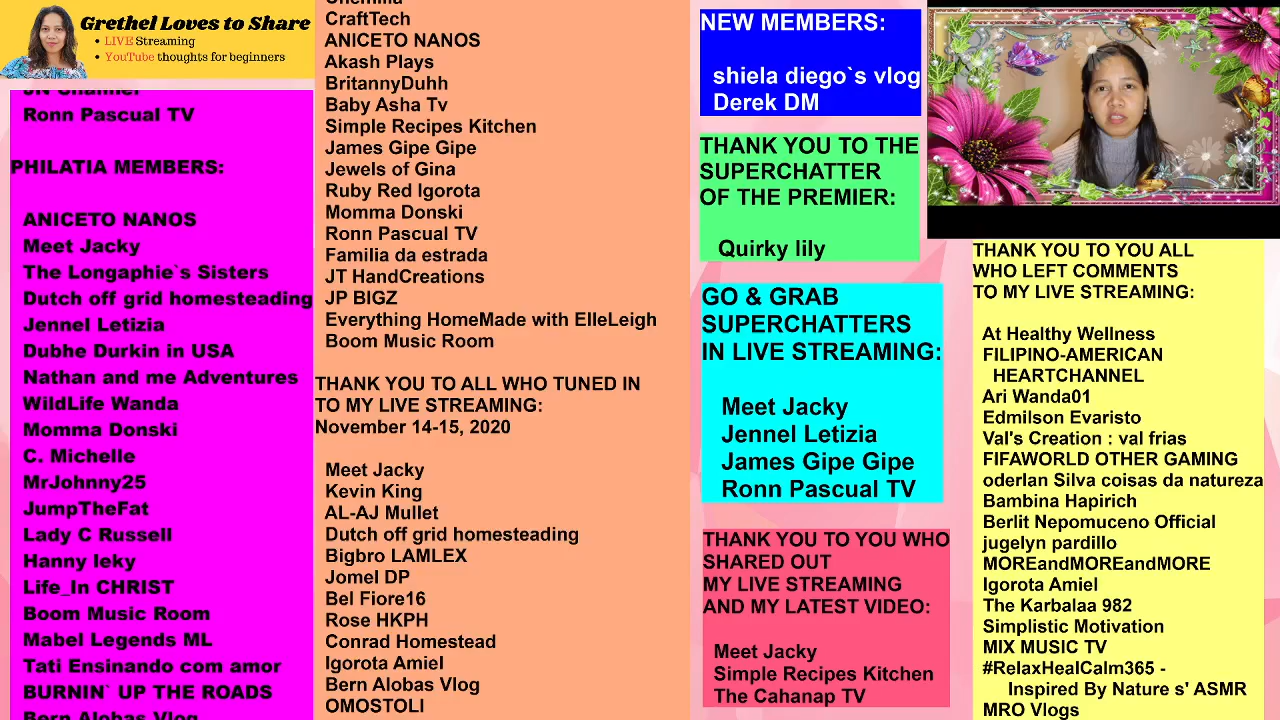 Grethel Loves to Share
• LIVE Streaming
• YouTube thoughts for beginners
JN Channel
Ronn Pascual TV
PHILATIA MEMBERS:
ANICETO NANOS
Meet Jacky
The Longaphie`s Sisters
Dutch off grid homesteading
Jennel Letizia
Dubhe Durkin in USA
Nathan and me Adventures
WildLife Wanda
Momma Donski
C. Michelle
MrJohnny25
JumpTheFat
Lady C Russell
Hanny leky
Life_In CHRIST
Boom Music Room
Mabel Legends ML
Tati Ensinando com amor
BURNIN` UP THE ROADS
Bern Alobas Vlog
CraftTech
ANICETO NANOS
Akash Plays
BritannyDuhh
Baby Asha Tv
Simple Recipes Kitchen
James Gipe Gipe
Jewels of Gina
Ruby Red Igorota
Momma Donski
Ronn Pascual TV
Familia da estrada
JT HandCreations
JP BIGZ
Everything HomeMade with ElleLeigh
Boom Music Room
THANK YOU TO ALL WHO TUNED IN
TO MY LIVE STREAMING:
November 14-15, 2020
Meet Jacky
Kevin King
AL-AJ Mullet
Dutch off grid homesteading
Bigbro LAMLEX
Jomel DP
Bel Fiore16
Rose HKPH
Conrad Homestead
Igorota Amiel
Bern Alobas Vlog
OMOSTOLI
NEW MEMBERS:
shiela diego`s vlog
Derek DM
THANK YOU TO THE
SUPERCHATTER
OF THE PREMIER:
Quirky lily
GO & GRAB
SUPERCHATTERS
IN LIVE STREAMING:
Meet Jacky
Jennel Letizia
James Gipe Gipe
Ronn Pascual TV
THANK YOU TO YOU WHO
SHARED OUT
MY LIVE STREAMING
AND MY LATEST VIDEO:
Meet Jacky
Simple Recipes Kitchen
The Cahanap TV
THANK YOU TO YOU ALL
WHO LEFT COMMENTS
TO MY LIVE STREAMING:
At Healthy Wellness
FILIPINO-AMERICAN
HEARTCHANNEL
Ari Wanda01
Edmilson Evaristo
Val's Creation : val frias
FIFAWORLD OTHER GAMING
oderlan Silva coisas da natureza
Bambina Hapirich
Berlit Nepomuceno Official
jugelyn pardillo
MOREandMOREandMORE
Igorota Amiel
The Karbalaa 982
Simplistic Motivation
MIX MUSIC TV
#RelaxHealCalm365 -
Inspired By Nature s' ASMR
MRO Vlogs